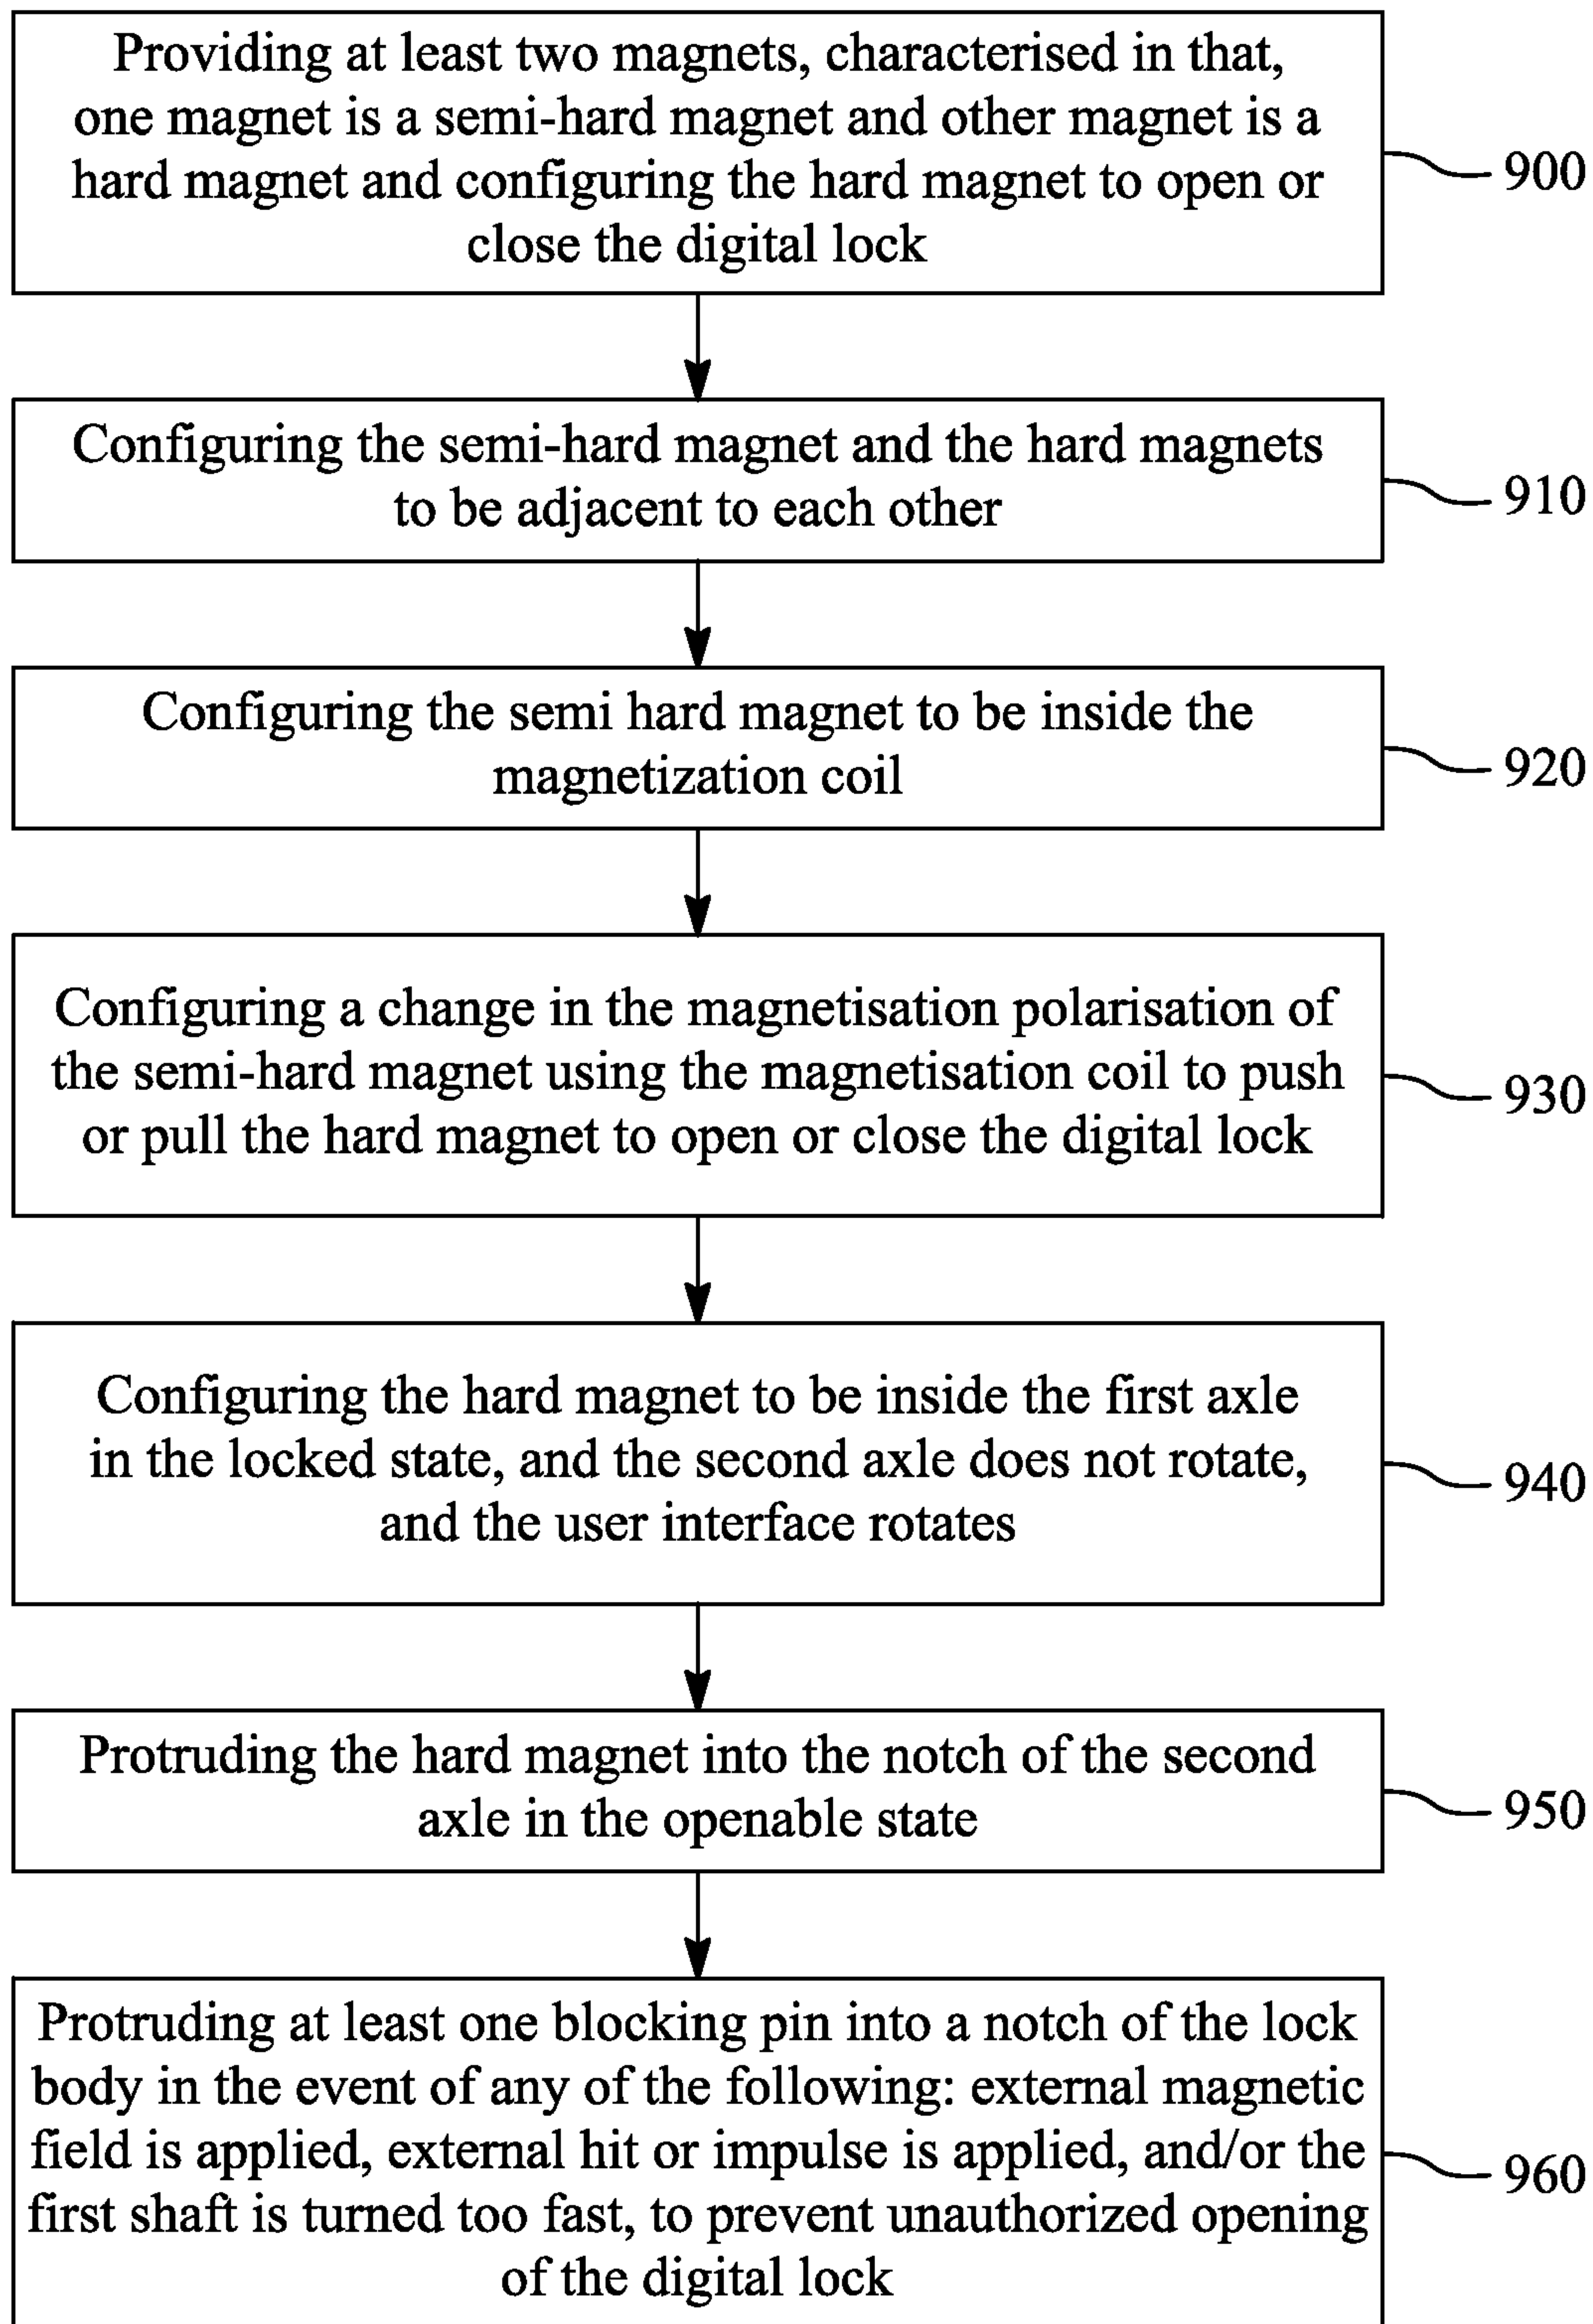 Providing at least two magnets, characterised in that,
one magnet is a semi-hard magnet and other magnet is a
hard magnet and configuring the hard magnet to open or
close the digital lock
900
Configuring the semi-hard magnet and the hard magnets
to be adjacent to each other
910
Configuring the semi hard magnet to be inside the
magnetization coil
920
Configuring a change in the magnetisation polarisation of
the semi-hard magnet using the magnetisation coil to push
or pull the hard magnet to open or close the digital lock
930
Configuring the hard magnet to be inside the first axle
in the locked state, and the second axle does not rotate,
and the user interface rotates
940
Protruding the hard magnet into the notch of the second
axle in the openable state
950
Protruding at least one blocking pin into a notch of the lock
body in the event of any of the following: external magnetic
field is applied, external hit or impulse is applied, and/or the
first shaft is turned too fast, to prevent unauthorized opening
of the digital lock
960